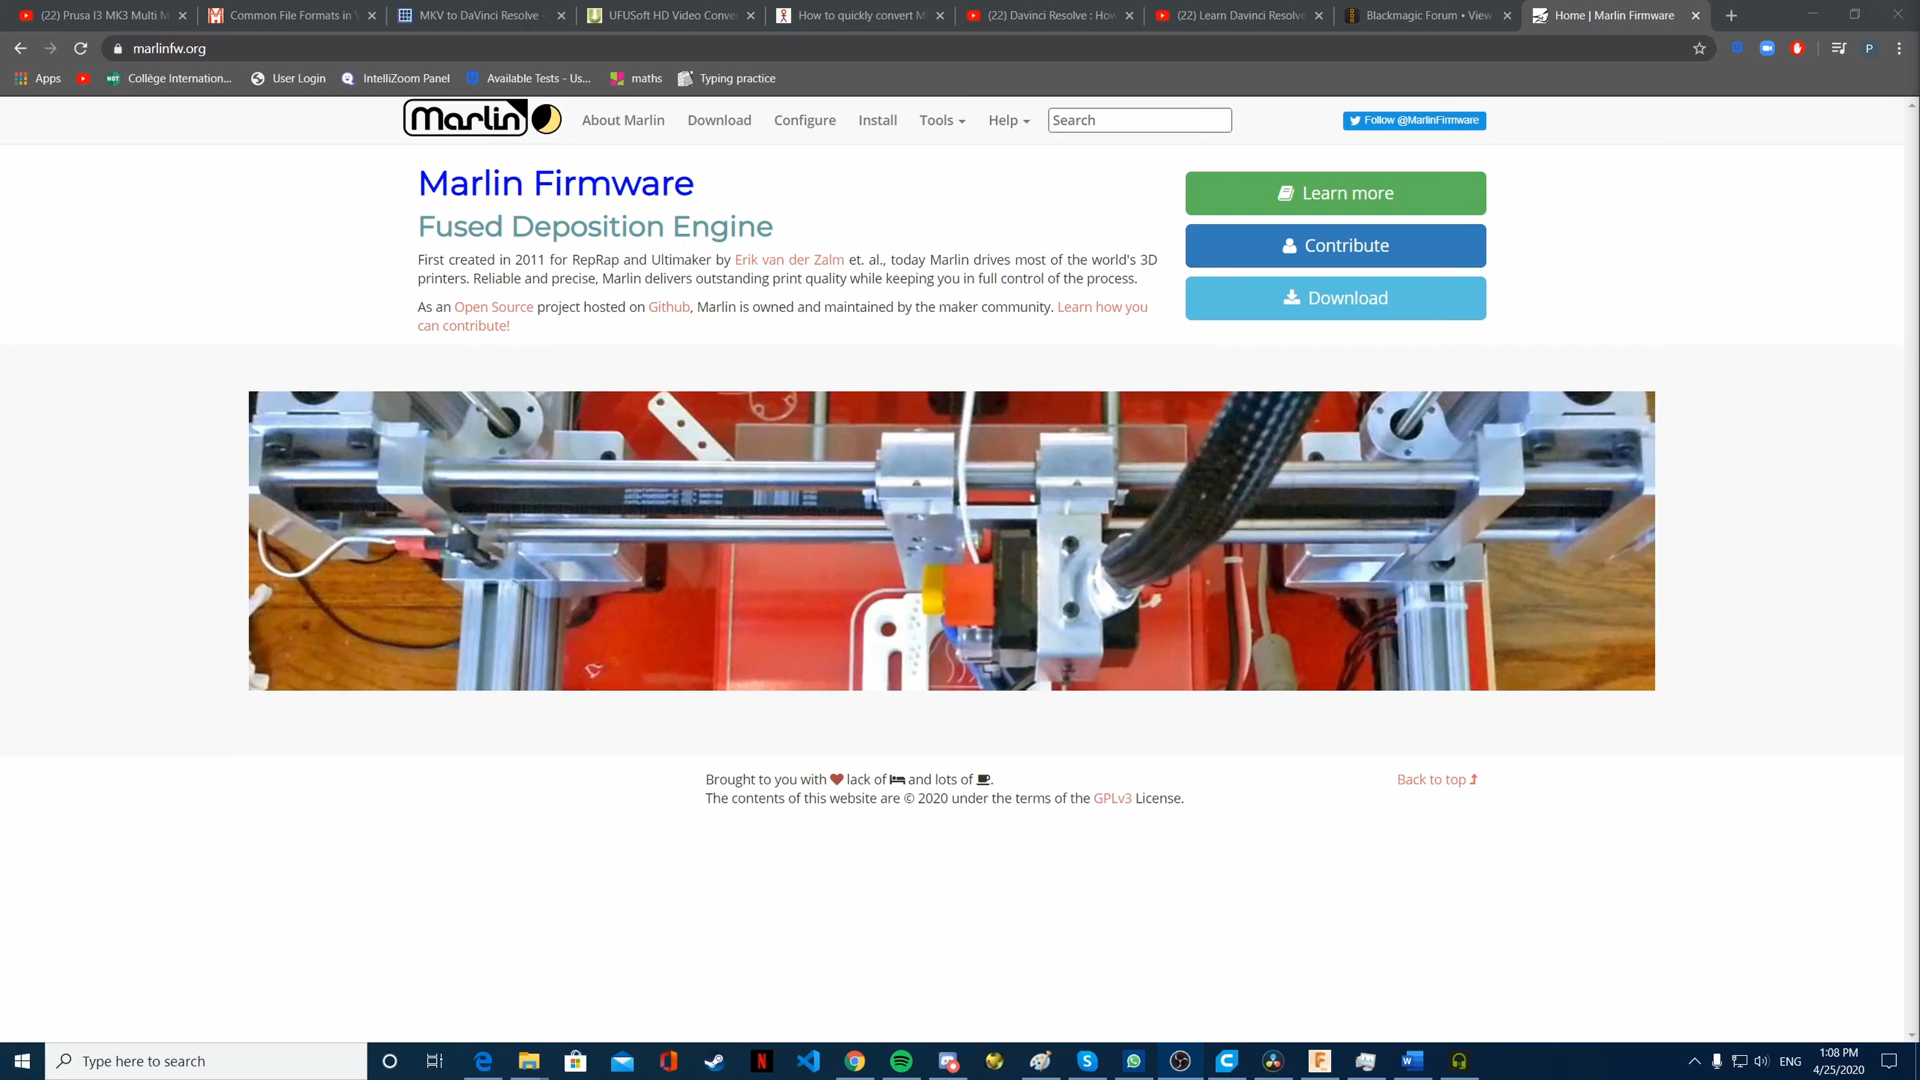 (22) Prusa I3 MK3 Multi M
Common File Formats in
MKV to DaVinci Resolve -
UFUSoft HD Video Conver
How to quickly convert M
(22) Davinci Resolve : How
(22) Learn Davinci Resolve
Blackmagic Forum • View
Home | Marlin Firmware
marlinfw.org
P
Apps
Collège Internation...
User Login
IntelliZoom Panel
Available Tests - Us...
maths
Typing practice
Marlin
About Marlin
Download
Configure
Install
Tools
Help
Search
Follow @MarlinFirmware
Marlin Firmware
Fused Deposition Engine
First created in 2011 for RepRap and Ultimaker by Erik van der Zalm et. al., today Marlin drives most of the world's 3D
printers. Reliable and precise, Marlin delivers outstanding print quality while keeping you in full control of the process.
As an Open Source project hosted on Github, Marlin is owned and maintained by the maker community. Learn how you
can contribute!
Learn more
Contribute
Download
Brought to you with lack of and lots of .
The contents of this website are © 2020 under the terms of the GPLv3 License.
Back to top
Type here to search
ENG
1:08 PM
4/25/2020